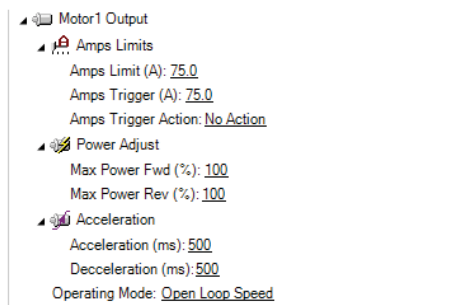 Motor1 Output
Amps Limits
Amps Limit (A): 75.0
Amps Trigger (A): 75.0
Amps Trigger Action: No Action
Power Adjust
Max Power Fwd (%): 100
Max Power Rev (%): 100
Acceleration
Acceleration (ms): 500
Decceleration (ms): 500
Operating Mode: Open Loop Speed